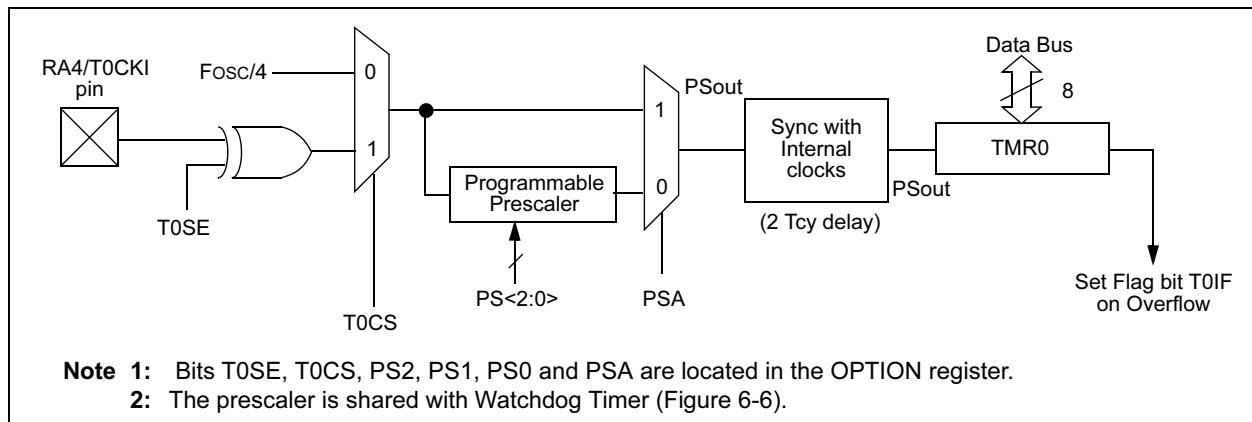 Data Bus
8
RA4/T0CKI
pin
FOSC/4
0
1
T0SE
T0CS
Programmable
Prescaler
PS<2:0>
1
0
PSA
PSout
Sync with
Internal
clocks
(2 Tcy delay)
PSout
TMR0
Set Flag bit T0IF
on Overflow
Note 1: Bits T0SE, T0CS, PS2, PS1, PS0 and PSA are located in the OPTION register.
2: The prescaler is shared with Watchdog Timer (Figure 6-6).